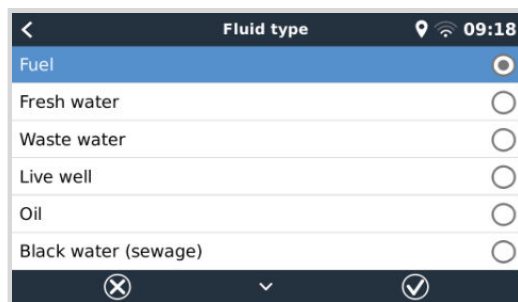 Fluid type 09:18
Fuel
Fresh water
Waste water
Live well
Oil
Black water (sewage)